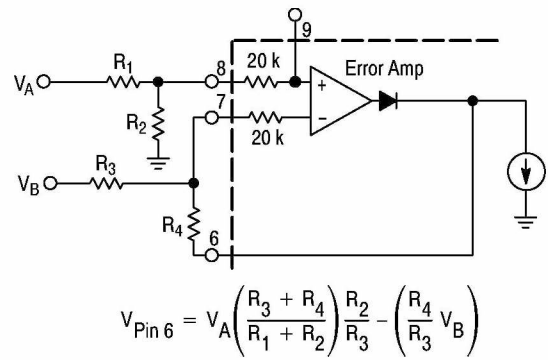 9
R1
8
20 k
Error Amp
VA
+
7
R2
20 k
−
R3
VB
R4
6
V Pin 6 = VA ( (R3 + R4) / (R1 + R2) ) R2 / R3 − ( R4 / R3 VB )